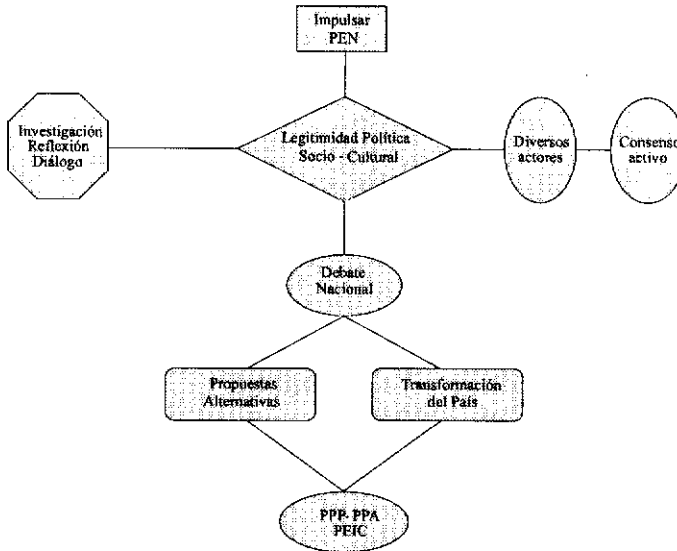 Impulsar
PEN
Investigación
Reflexión
Diálogo
Legitimidad Política
Socio - Cultural
Diversos
actores
Consenso
activo
Debate
Nacional
Propuestas
Alternativas
Transformación
del País
PPP- PPA
PEIC